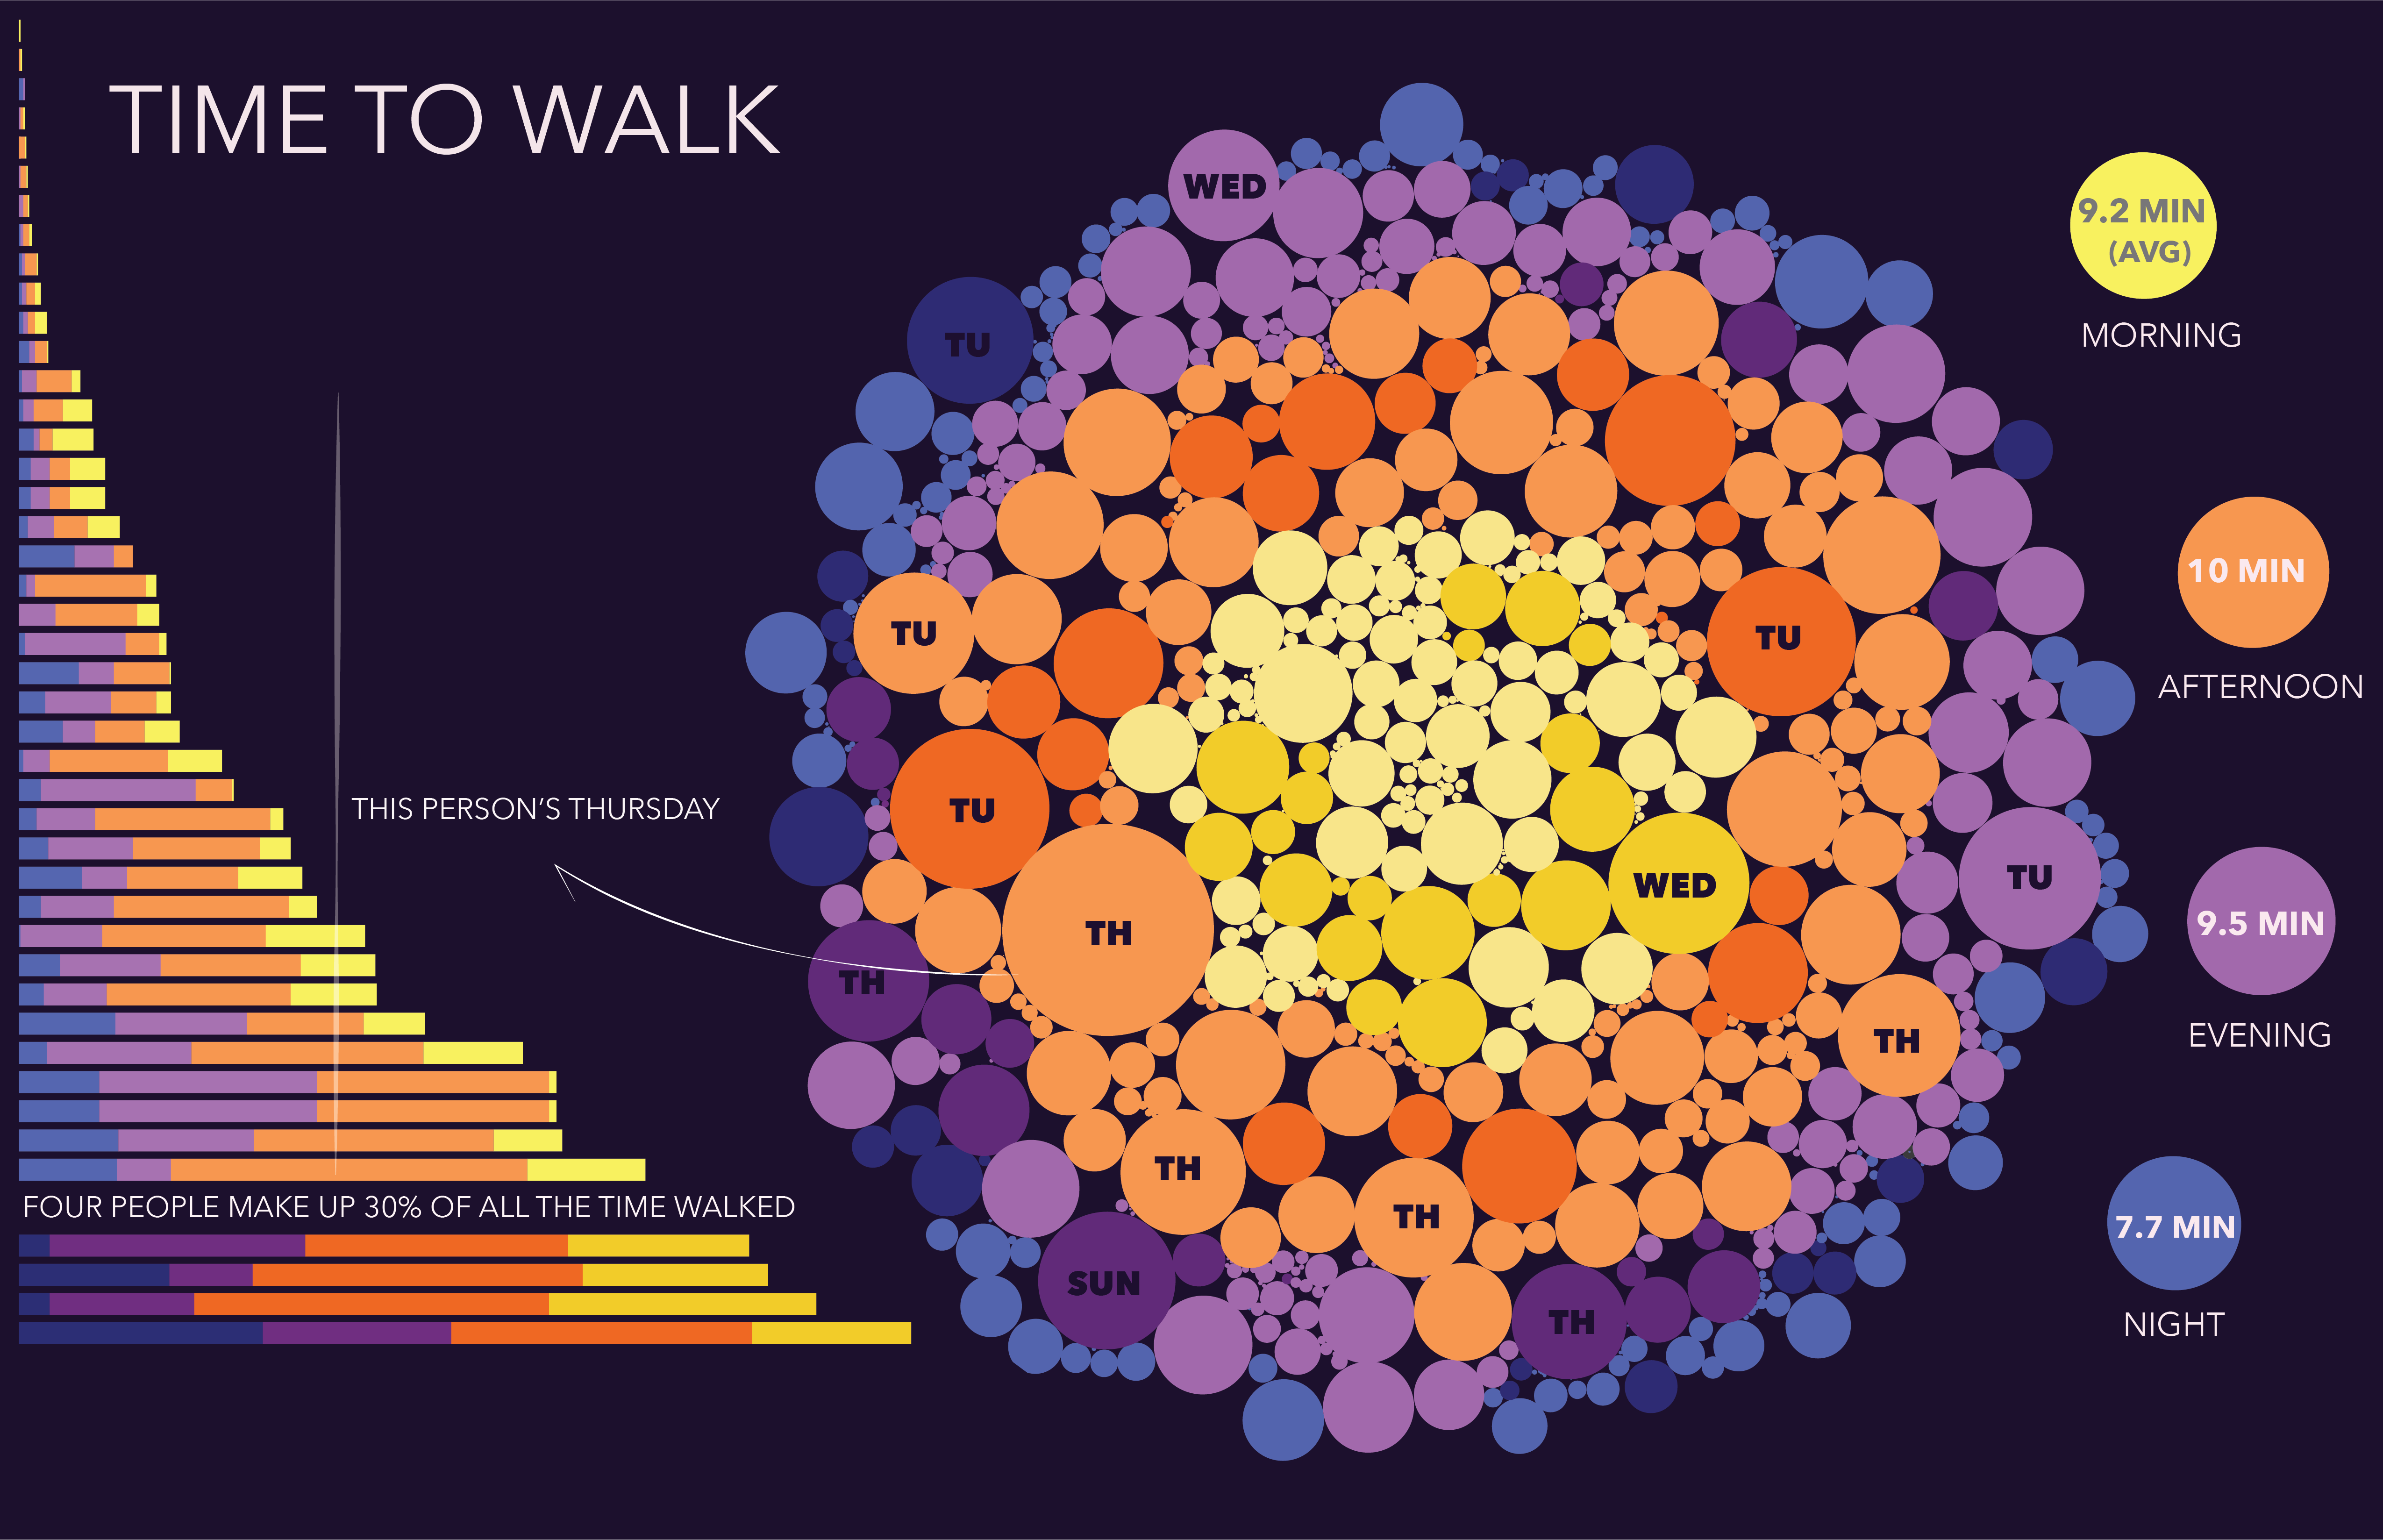 TIME TO WALK
WED
TU
9.2 MIN
(AVG)
MORNING
10 MIN
AFTERNOON
TU
TU
THIS PERSON'S THURSDAY
TU
WED
TU
TH
TH
9.5 MIN
EVENING
TH
TH
TH
FOUR PEOPLE MAKE UP 30% OF ALL THE TIME WALKED
SUN
TH
7.7 MIN
NIGHT